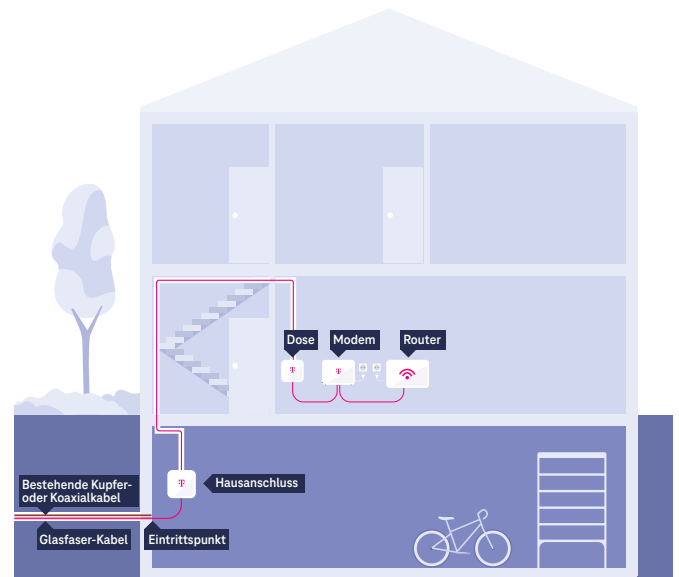 Dose
Modem
Router
Hausanschluss
Bestehende Kupfer-
oder Koaxialkabel
Glasfaser-Kabel
Eintrittspunkt